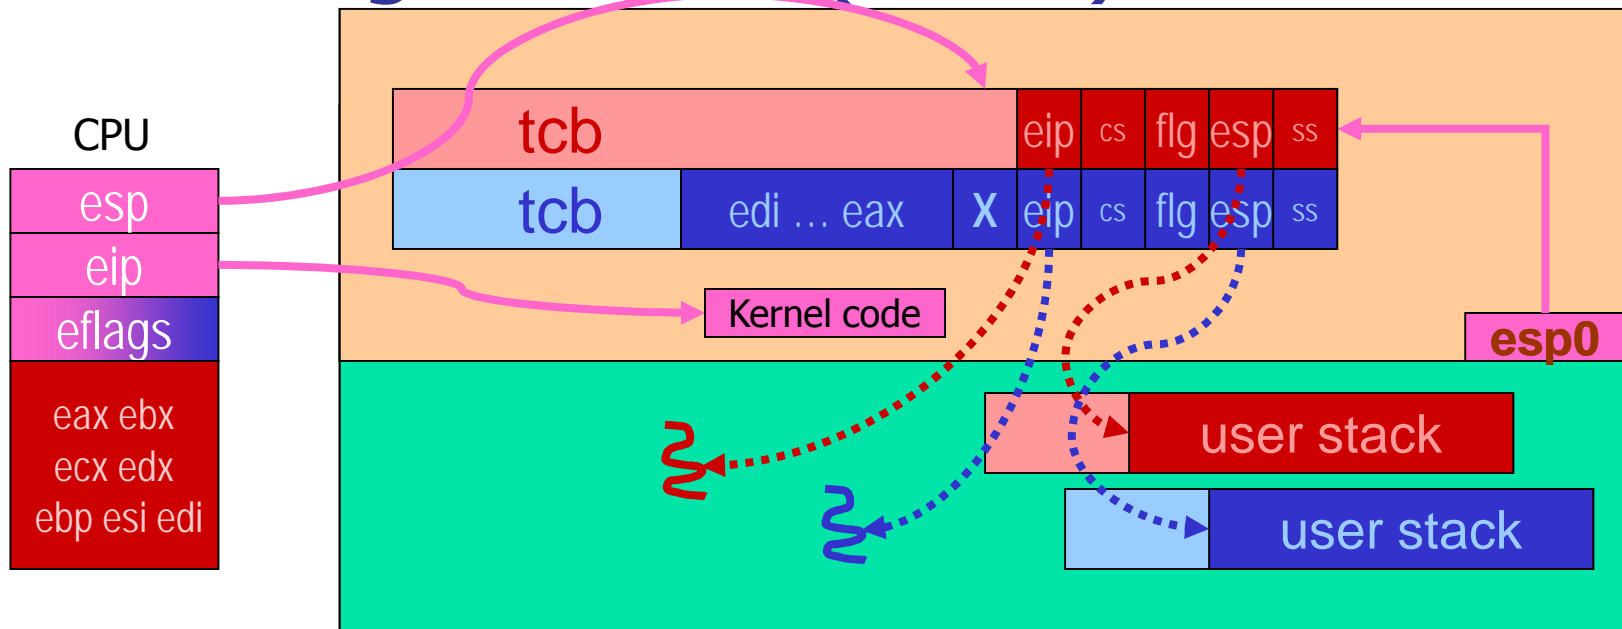 CPU
esp
eip
eflags
eax ebx
ecx edx
ebp esi edi
tcb eip cs flg esp ss
tcb edi ... eax X eip cs flg esp ss
Kernel code
esp0
user stack
user stack